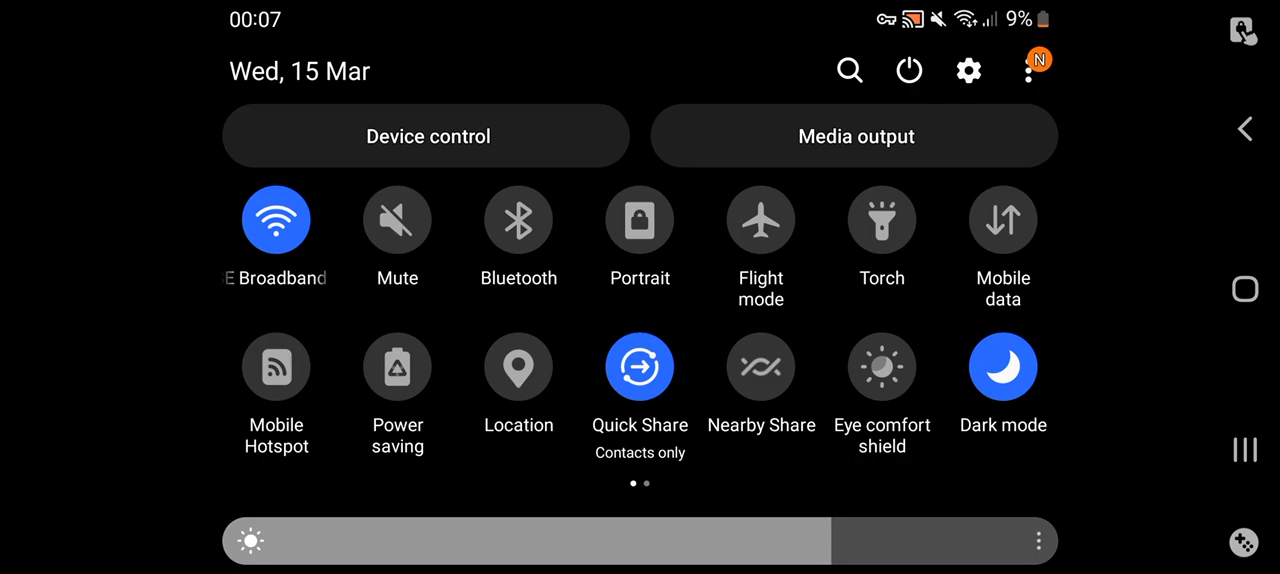 00:07
9%
Wed, 15 Mar
N
Device control
Media output
E Broadband
Mute
Bluetooth
Portrait
Flight
mode
Torch
Mobile
data
Mobile
Hotspot
Power
saving
Location
Quick Share
Contacts only
Nearby Share
Eye comfort
shield
Dark mode